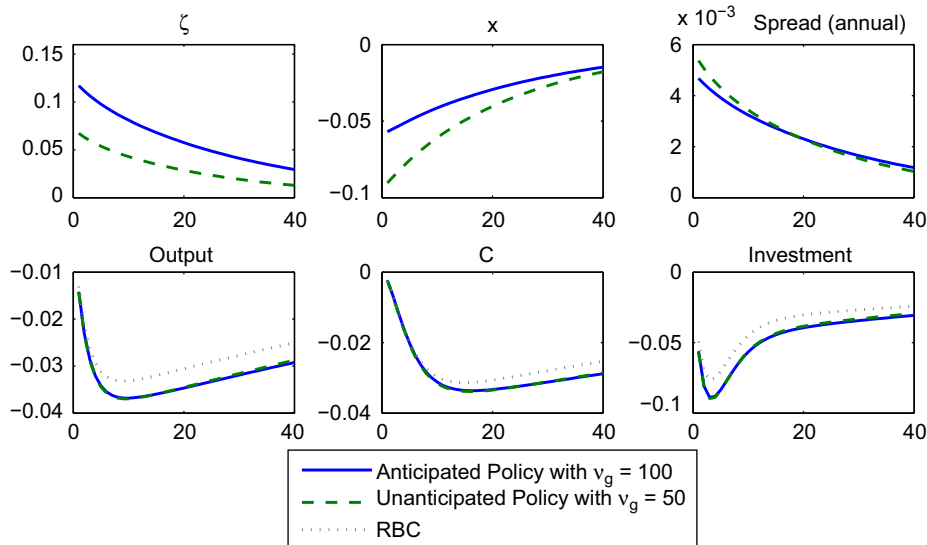 ζ
x
Spread (annual)
x 10⁻³
0.15
0.1
0.05
0
0 20 40
0
−0.05
−0.1
0 20 40
6
4
2
0
0 20 40
Output
C
Investment
−0.01
−0.02
−0.03
−0.04
0 20 40
0
−0.02
−0.04
0 20 40
0
−0.05
−0.1
0 20 40
Anticipated Policy with ν_g = 100
Unanticipated Policy with ν_g = 50
RBC